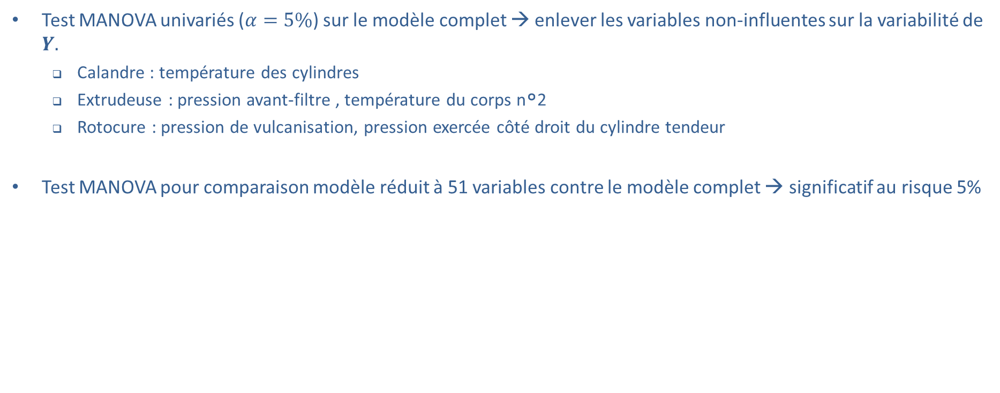 • Test MANOVA univariés (𝛼 = 5%) sur le modèle complet → enlever les variables non-influentes sur la variabilité de
𝒀.
❑ Calandre : température des cylindres
❑ Extrudeuse : pression avant-filtre , température du corps n°2
❑ Rotocure : pression de vulcanisation, pression exercée côté droit du cylindre tendeur
• Test MANOVA pour comparaison modèle réduit à 51 variables contre le modèle complet → significatif au risque 5%